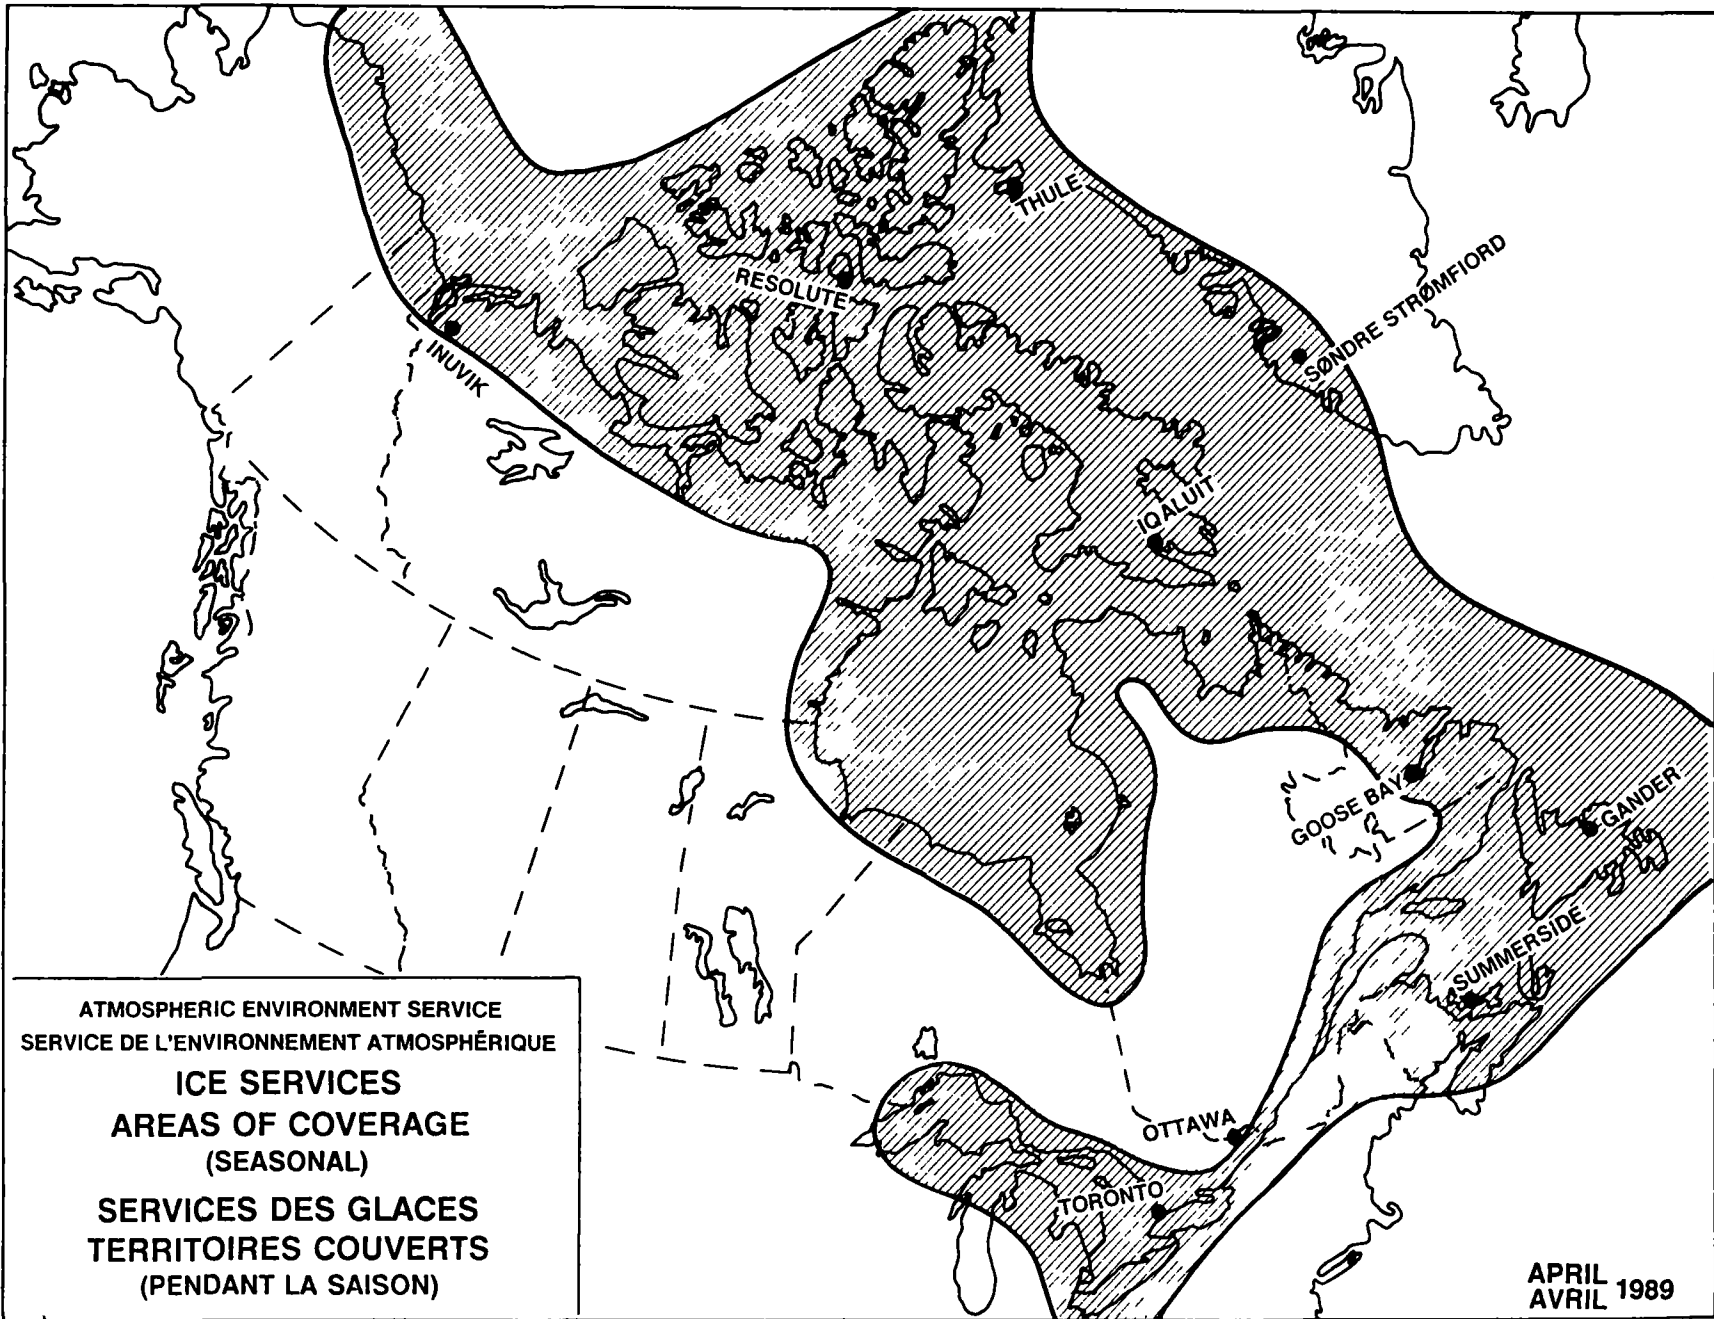 THULE
RESOLUTE
SØNDRE STRØMFIORD
INUVIK
IQALUIT
GOOSE BAY
GANDER
SUMMERSIDE
OTTAWA
TORONTO
ATMOSPHERIC ENVIRONMENT SERVICE
SERVICE DE L'ENVIRONNEMENT ATMOSPHÉRIQUE
ICE SERVICES
AREAS OF COVERAGE
(SEASONAL)
SERVICES DES GLACES
TERRITOIRES COUVERTS
(PENDANT LA SAISON)
APRIL
AVRIL 1989